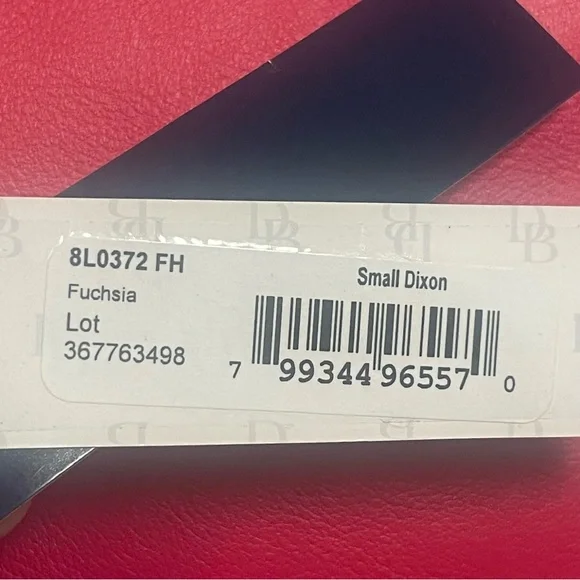 8L0372 FH
Small Dixon
Fuchsia
Lot
367763498
7 99344 96557 0